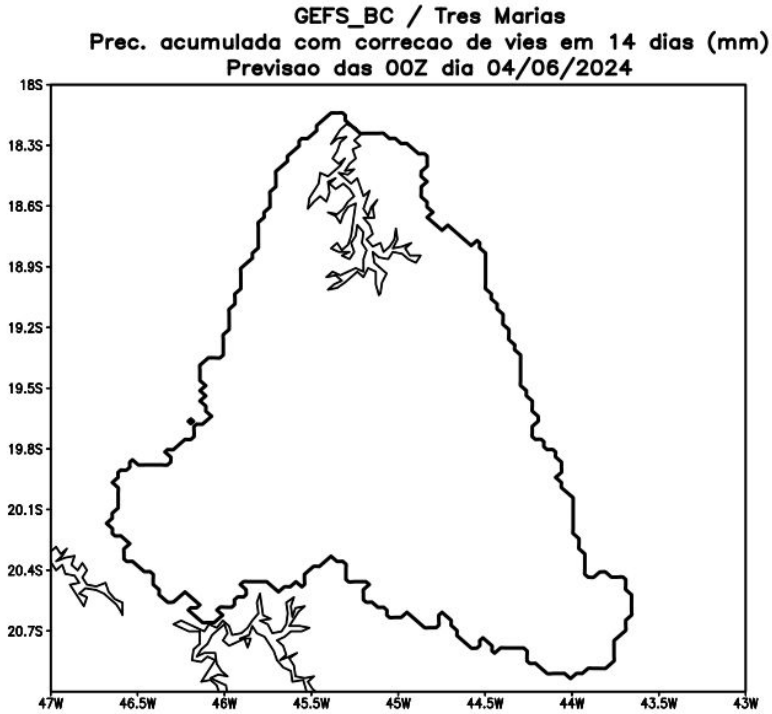 GEFS_BC / Tres Marias
Prec. acumulada com correcao de vies em 14 dias (mm)
Previsao das 00Z dia 04/06/2024
18S
18.3S
18.6S
18.9S
19.2S
19.5S
19.8S
20.1S
20.4S
20.7S
47W 46.5W 46W 45.5W 45W 44.5W 44W 43.5W 43W